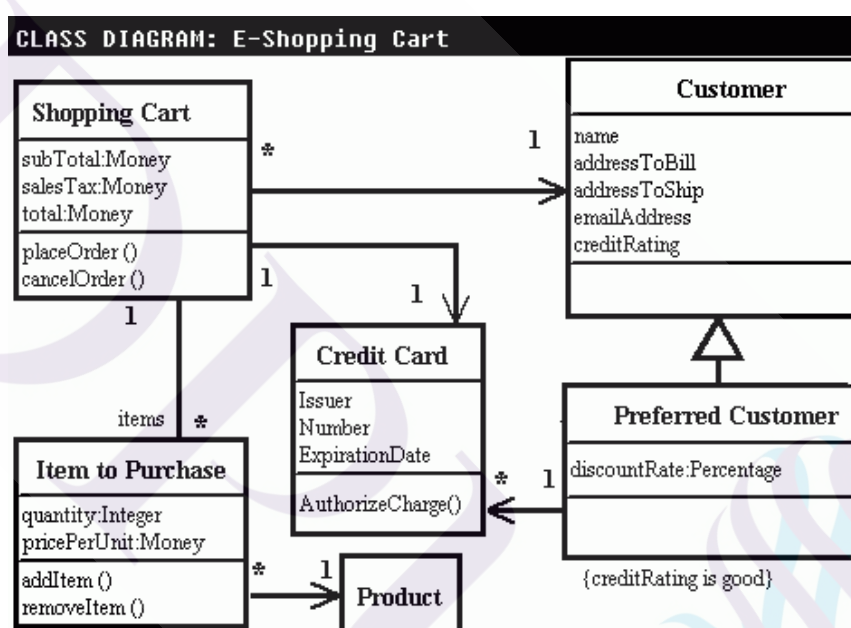 CLASS DIAGRAM: E-Shopping Cart
Shopping Cart
subTotal:Money
salesTax:Money
total:Money
placeOrder ()
cancelOrder ()
*
1
Customer
name
addressToBill
addressToShip
emailAddress
creditRating
1
1
1
items
*
Credit Card
Issuer
Number
ExpirationDate
AuthorizeCharge()
Preferred Customer
discountRate:Percentage
*
1
{creditRating is good}
Item to Purchase
quantity:Integer
pricePerUnit:Money
addItem ()
removeItem ()
*
1
Product